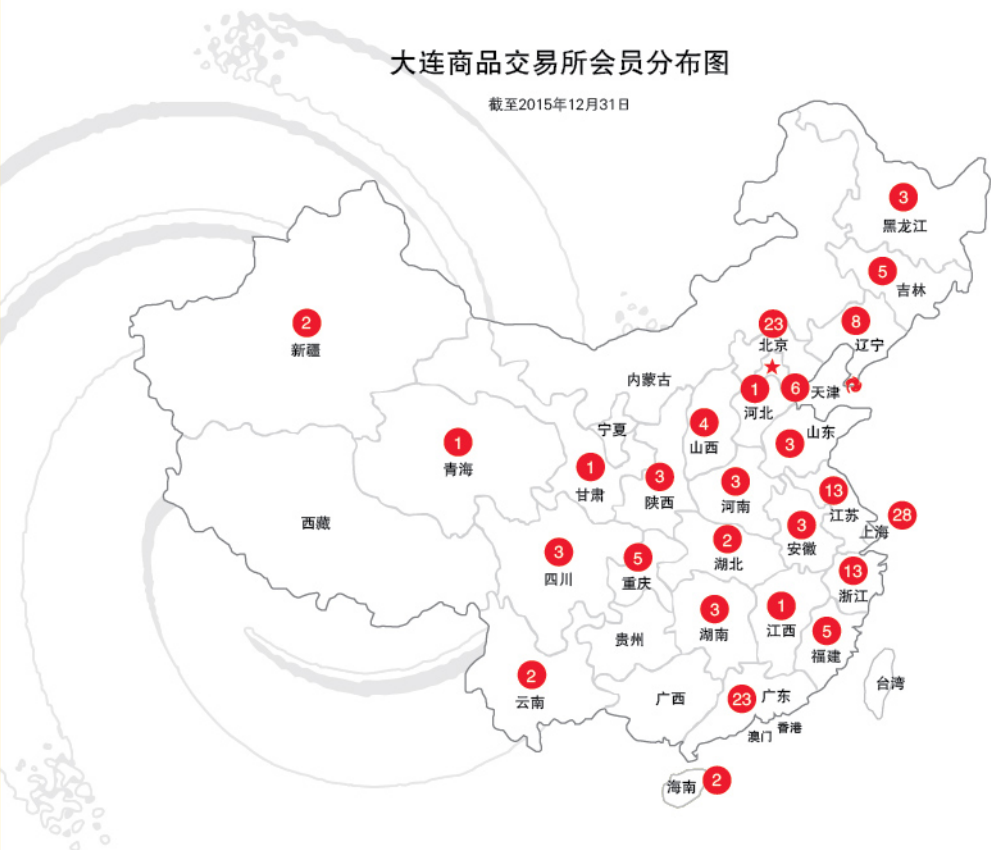 大连商品交易所会员分布图
截至2015年12月31日
3
黑龙江
5
吉林
2
新疆
23
北京
8
辽宁
内蒙古
1
河北
6
天津
宁夏
4
山西
山东
3
1
青海
1
甘肃
3
陕西
3
河南
13
江苏
28
上海
西藏
3
四川
5
重庆
2
湖北
3
安徽
13
浙江
贵州
3
湖南
1
江西
5
福建
2
云南
广西
23
广东
台湾
香港
澳门
海南
2